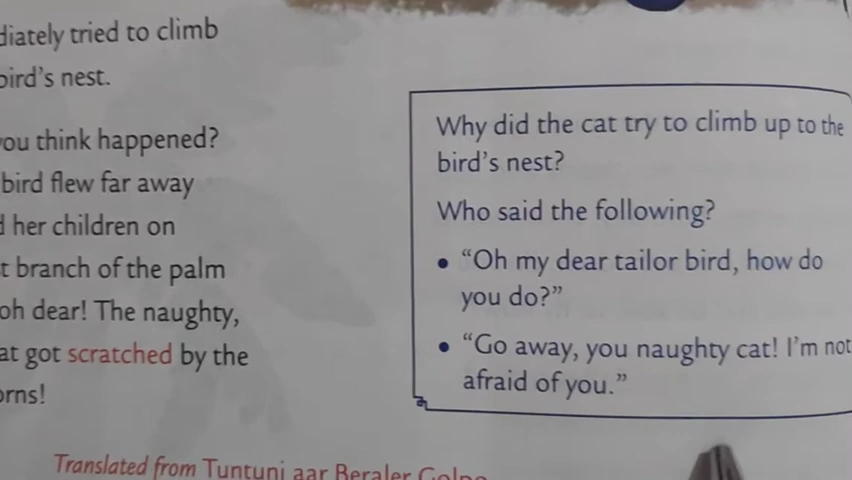 diately tried to climb
bird's nest.
you think happened?
bird flew far away
her children on
branch of the palm
oh dear! The naughty,
got scratched by the
Translated from Tuntuni aar Beraler Golpo
Why did the cat try to climb up to the
bird's nest?
Who said the following?
• "Oh my dear tailor bird, how do
you do?"
• "Go away, you naughty cat! I'm not
afraid of you."